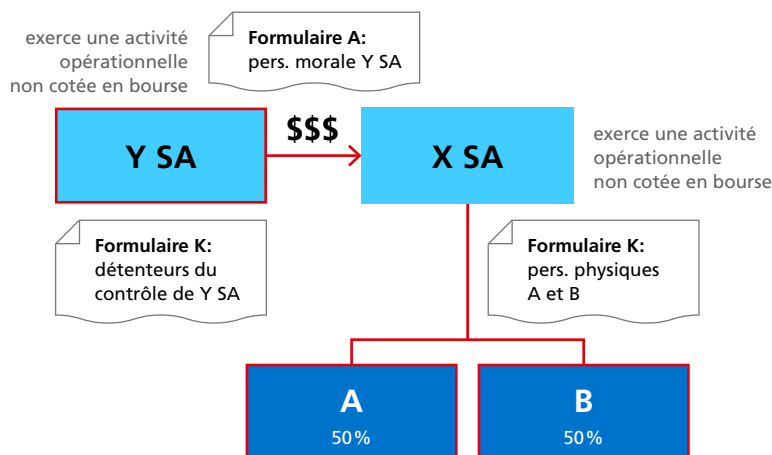 exerce une activité
opérationnelle
non cotée en bourse
Formulaire A:
pers. morale Y SA
Y SA
$$$
X SA
exerce une activité
opérationnelle
non cotée en bourse
Formulaire K:
détenteurs du
contrôle de Y SA
Formulaire K:
pers. physiques
A et B
A
50%
B
50%